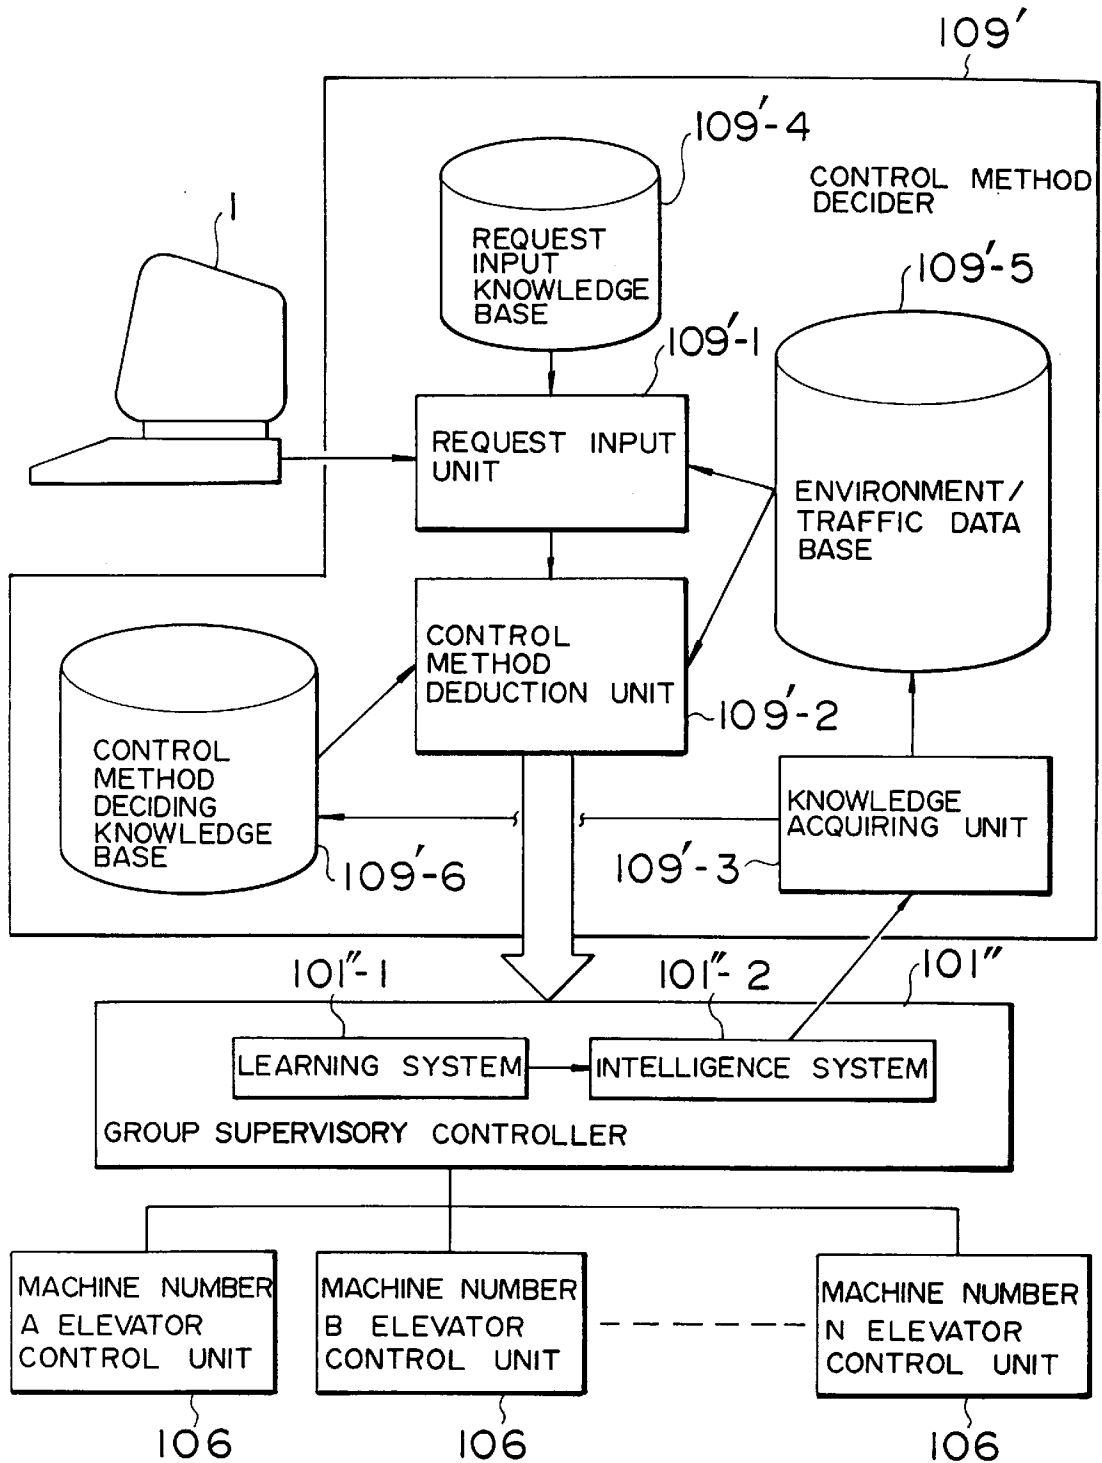 109'
109'-4
CONTROL METHOD
DECIDER
1
REQUEST
INPUT
KNOWLEDGE
BASE
109'-5
109'-1
REQUEST INPUT
UNIT
ENVIRONMENT/
TRAFFIC DATA
BASE
CONTROL
METHOD
DEDUCTION UNIT
109'-2
CONTROL
METHOD
DECIDING
KNOWLEDGE
BASE
KNOWLEDGE
ACQUIRING UNIT
109'-6
109'-3
101"-1
101"-2
101"
LEARNING SYSTEM
INTELLIGENCE SYSTEM
GROUP SUPERVISORY CONTROLLER
MACHINE NUMBER
A ELEVATOR
CONTROL UNIT
MACHINE NUMBER
B ELEVATOR
CONTROL UNIT
MACHINE NUMBER
N ELEVATOR
CONTROL UNIT
106
106
106